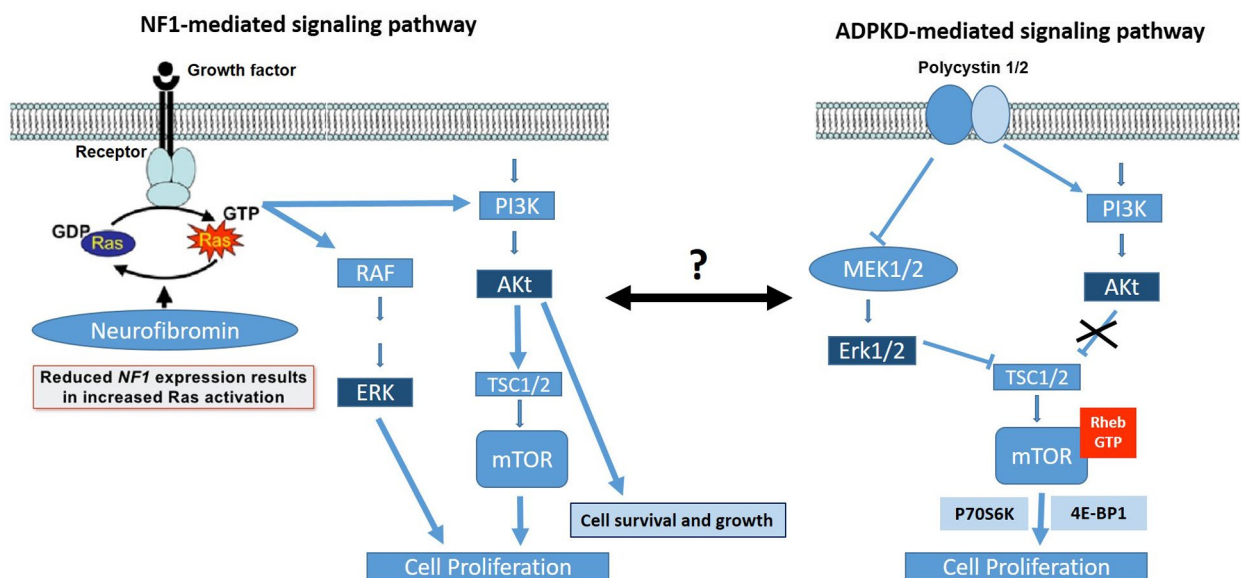 NF1-mediated signaling pathway
Growth factor
Receptor
GDP
Ras
GTP
Ras
Neurofibromin
Reduced NF1 expression results
in increased Ras activation
RAF
ERK
PI3K
AKt
TSC1/2
mTOR
Cell survival and growth
Cell Proliferation
?
ADPKD-mediated signaling pathway
Polycystin 1/2
MEK1/2
Erk1/2
PI3K
AKt
TSC1/2
Rheb
GTP
mTOR
P70S6K
4E-BP1
Cell Proliferation